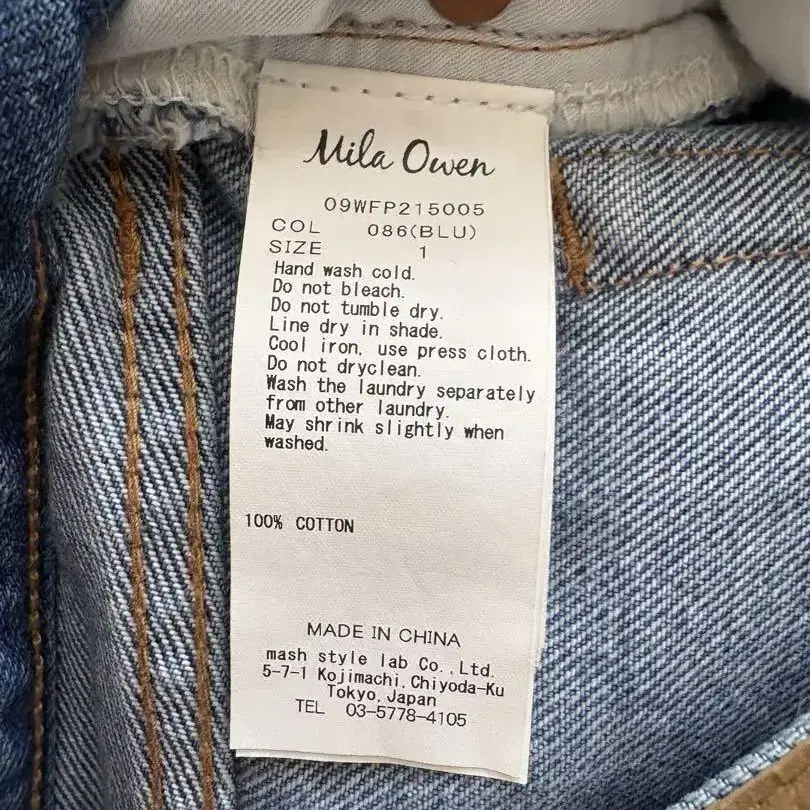 Mila Owen
09WFP215005
COL 086(BLU)
SIZE 1
Hand wash cold.
Do not bleach.
Do not tumble dry.
Line dry in shade.
Cool iron, use press cloth.
Do not dryclean.
Wash the laundry separately
from other laundry.
May shrink slightly when
washed.
100% COTTON
MADE IN CHINA
mash style lab Co.,Ltd.
5-7-1 Kojimachi,Chiyoda-Ku
Tokyo,Japan
TEL 03-5778-4105